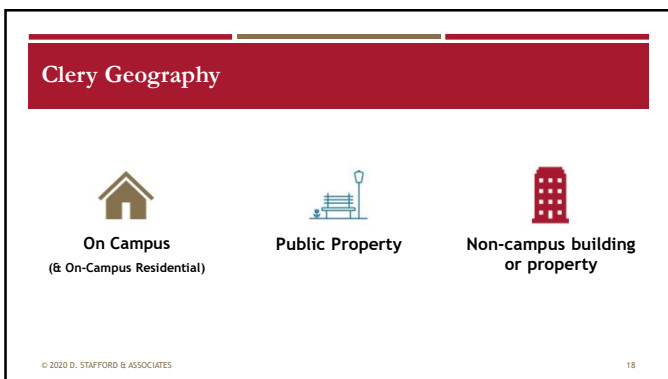 Clery Geography
On Campus
(& On-Campus Residential)
Public Property
Non-campus building
or property
© 2020 D. STAFFORD & ASSOCIATES
18